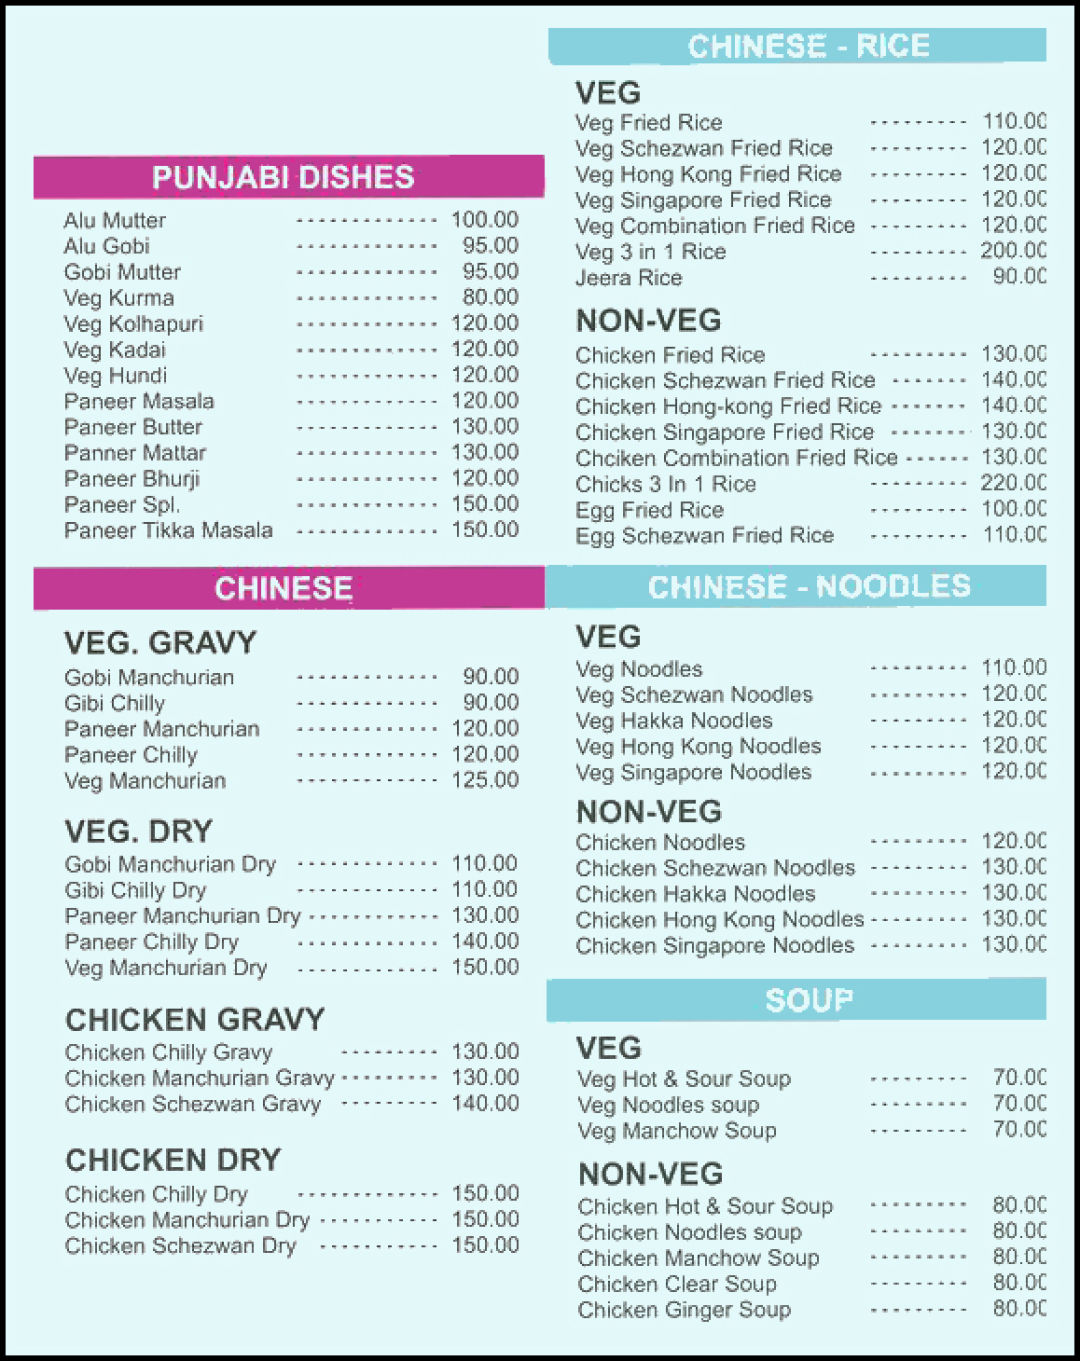 PUNJABI DISHES
Alu Mutter ------------- 100.00
Alu Gobi ------------- 95.00
Gobi Mutter ------------- 95.00
Veg Kurma ------------- 80.00
Veg Kolhapuri ------------- 120.00
Veg Kadai ------------- 120.00
Veg Hundi ------------- 120.00
Paneer Masala ------------- 120.00
Paneer Butter ------------- 130.00
Panner Mattar ------------- 130.00
Paneer Bhurji ------------- 120.00
Paneer Spl. ------------- 150.00
Paneer Tikka Masala ------------- 150.00
CHINESE
VEG. GRAVY
Gobi Manchurian ------------- 90.00
Gibi Chilly ------------- 90.00
Paneer Manchurian ------------- 120.00
Paneer Chilly ------------- 120.00
Veg Manchurian ------------- 125.00
VEG. DRY
Gobi Manchurian Dry ------------- 110.00
Gibi Chilly Dry ------------- 110.00
Paneer Manchurian Dry ------------ 130.00
Paneer Chilly Dry ------------- 140.00
Veg Manchurian Dry ------------- 150.00
CHICKEN GRAVY
Chicken Chilly Gravy --------- 130.00
Chicken Manchurian Gravy --------- 130.00
Chicken Schezwan Gravy --------- 140.00
CHICKEN DRY
Chicken Chilly Dry ------------- 150.00
Chicken Manchurian Dry ----------- 150.00
Chicken Schezwan Dry ----------- 150.00
CHINESE - RICE
VEG
Veg Fried Rice --------- 110.00
Veg Schezwan Fried Rice --------- 120.00
Veg Hong Kong Fried Rice --------- 120.00
Veg Singapore Fried Rice --------- 120.00
Veg Combination Fried Rice --------- 120.00
Veg 3 in 1 Rice --------- 200.00
Jeera Rice --------- 90.00
NON-VEG
Chicken Fried Rice --------- 130.00
Chicken Schezwan Fried Rice ------- 140.00
Chicken Hong-kong Fried Rice ------- 140.00
Chicken Singapore Fried Rice -------- 130.00
Chciken Combination Fried Rice ------ 130.00
Chicks 3 In 1 Rice --------- 220.00
Egg Fried Rice --------- 100.00
Egg Schezwan Fried Rice --------- 110.00
CHINESE - NOODLES
VEG
Veg Noodles --------- 110.00
Veg Schezwan Noodles --------- 120.00
Veg Hakka Noodles --------- 120.00
Veg Hong Kong Noodles --------- 120.00
Veg Singapore Noodles --------- 120.00
NON-VEG
Chicken Noodles --------- 120.00
Chicken Schezwan Noodles --------- 130.00
Chicken Hakka Noodles --------- 130.00
Chicken Hong Kong Noodles --------- 130.00
Chicken Singapore Noodles --------- 130.00
SOUP
VEG
Veg Hot & Sour Soup --------- 70.00
Veg Noodles soup --------- 70.00
Veg Manchow Soup --------- 70.00
NON-VEG
Chicken Hot & Sour Soup --------- 80.00
Chicken Noodles soup --------- 80.00
Chicken Manchow Soup --------- 80.00
Chicken Clear Soup --------- 80.00
Chicken Ginger Soup --------- 80.00